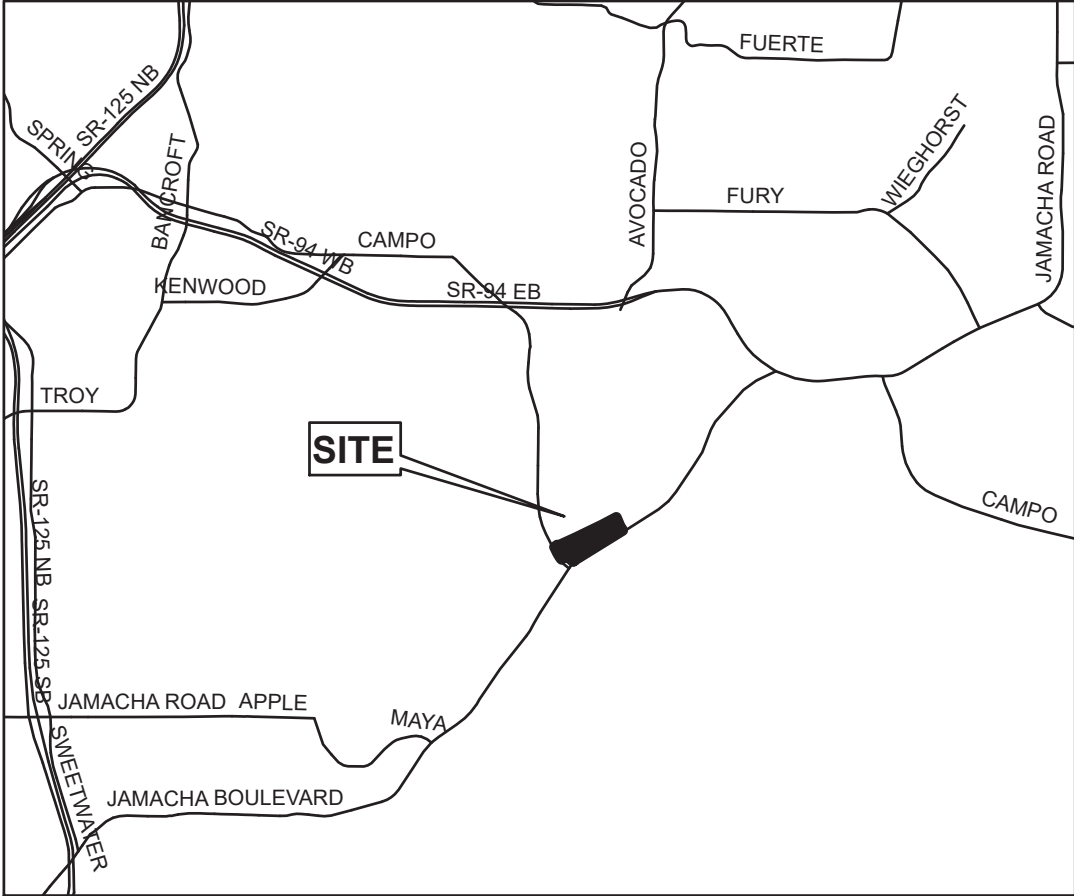 FUERTE
SR-125 NB
SPRING
BANCROFT
AVOCADO
WIEGHORST
JAMACHA ROAD
FURY
SR-94 WB
CAMPO
KENWOOD
SR-94 EB
TROY
SITE
CAMPO
SR-125 NB
SR-125 SB
JAMACHA ROAD
APPLE
MAYA
SWEETWATER
JAMACHA BOULEVARD